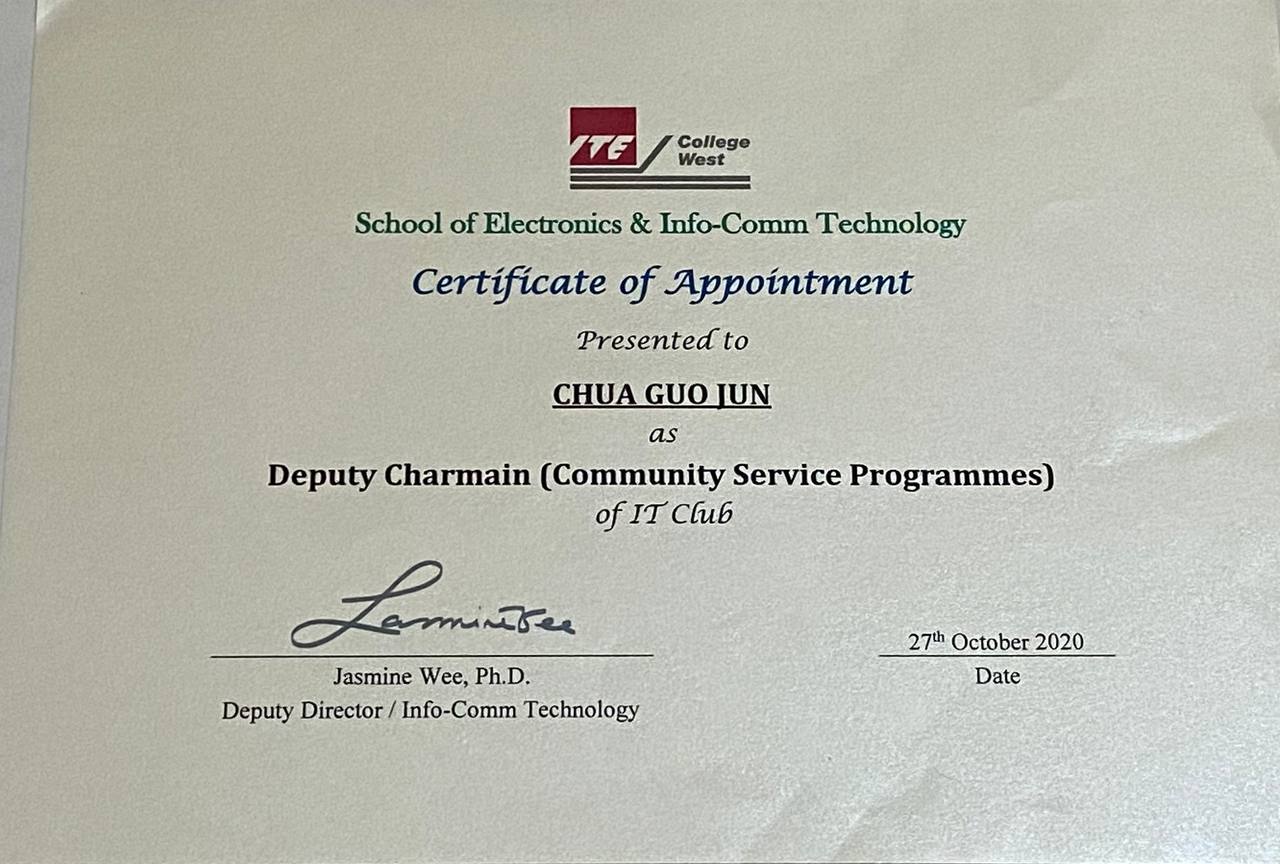 ITE College
West
School of Electronics & Info-Comm Technology
Certificate of Appointment
Presented to
CHUA GUO JUN
as
Deputy Charmain (Community Service Programmes)
of IT Club
Jasmine Wee
27th October 2020
Jasmine Wee, Ph.D.
Date
Deputy Director / Info-Comm Technology